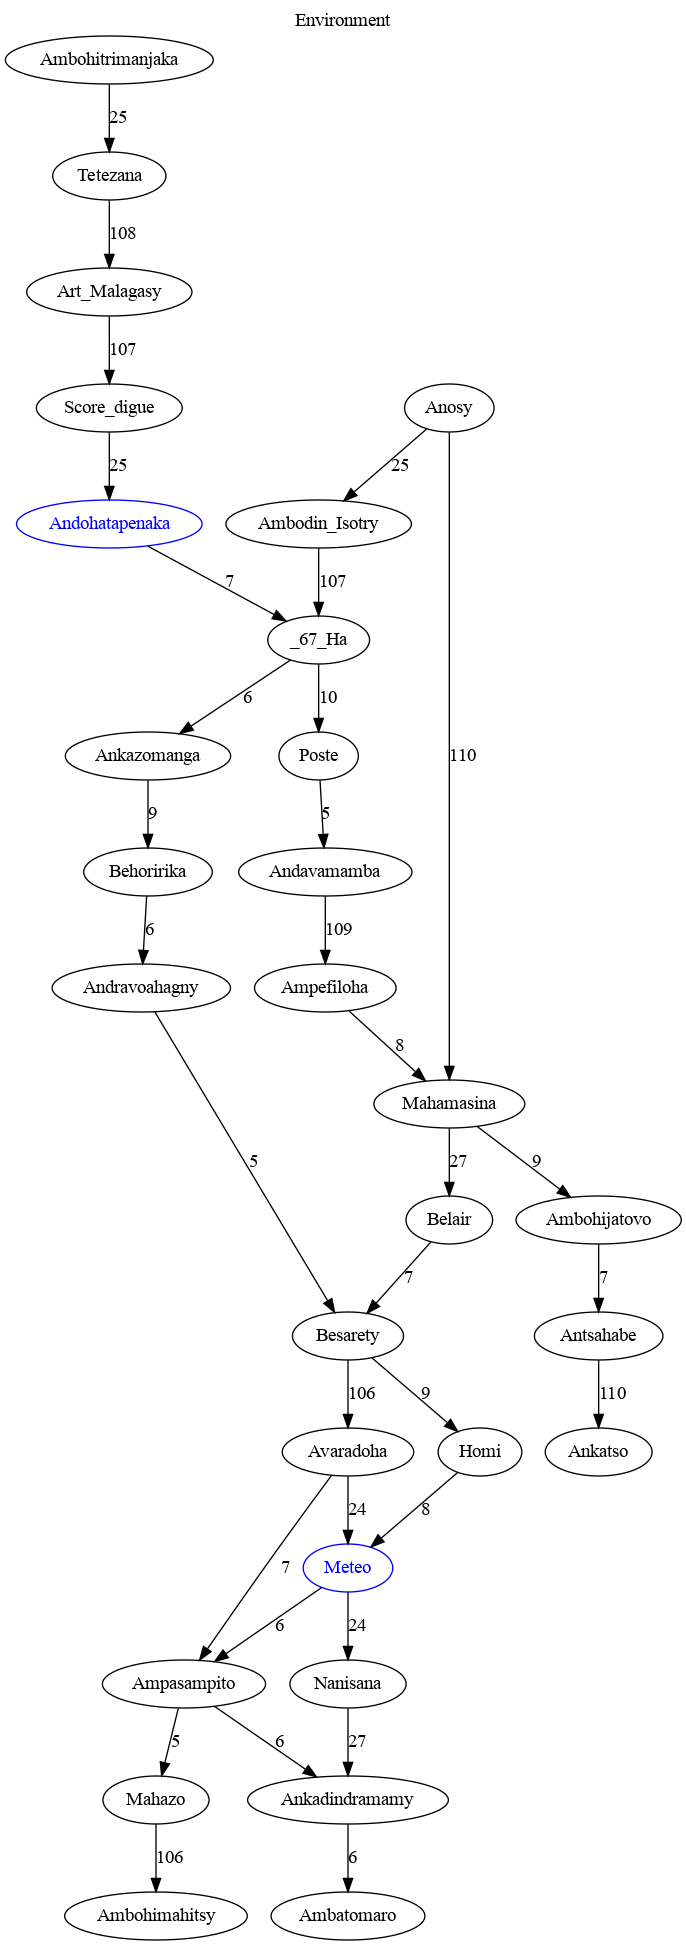 Environment
Ambohitrimanjaka
25
Tetezana
108
Art_Malagasy
107
Score_digue
Anosy
25
25
Andohatapenaka
Ambodin_Isotry
7
107
_67_Ha
6
10
Ankazomanga
Poste
110
9
5
Behoririka
Andavamamba
6
109
Andravoahagny
Ampefiloha
8
Mahamasina
5
27
9
Belair
Ambohijatovo
7
7
Besarety
Antsahabe
106
9
110
Avaradoha
Homi
Ankatso
24
8
7
Meteo
6
24
Ampasampito
Nanisana
5
6
27
Mahazo
Ankadindramamy
106
6
Ambohimahitsy
Ambatomaro